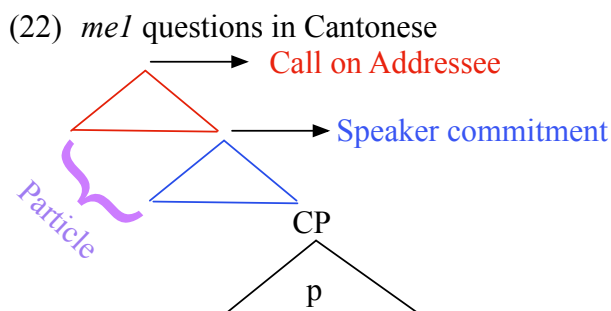 (22) me1 questions in Cantonese
Call on Addressee
Speaker commitment
Particle
CP
p